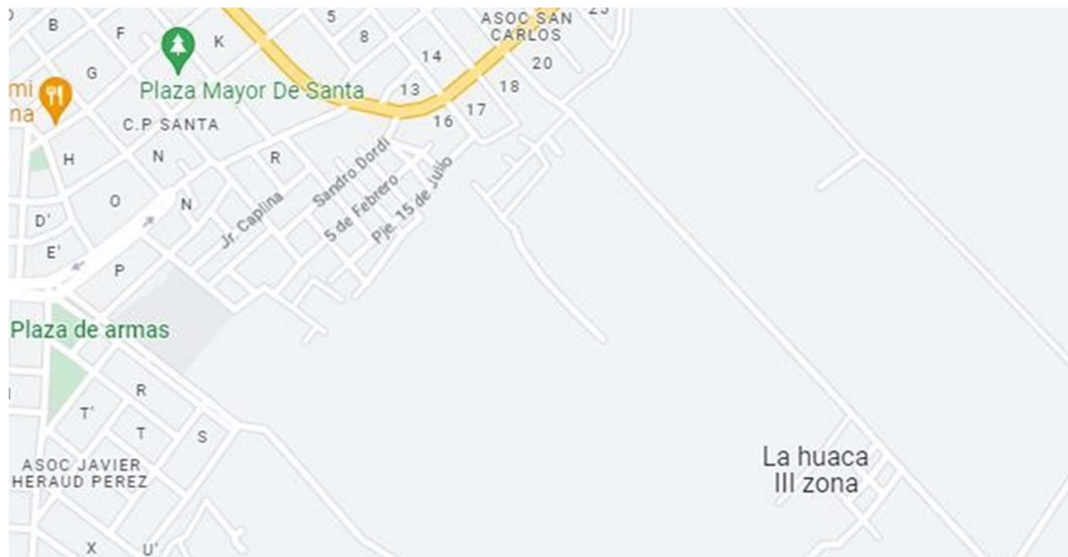 B
F
K
5
8
ASOC SAN
CARLOS
14
20
G
mi
na
Plaza Mayor De Santa
13
18
17
16
C.P SANTA
H
N
R
Sandro Dordi
O
N
Jr. Caplina
5 de Febrero
Pje. 15 de Julio
D'
E'
P
Plaza de armas
R
T'
T
S
ASOC JAVIER
HERAUD PEREZ
La huaca
III zona
X
U'